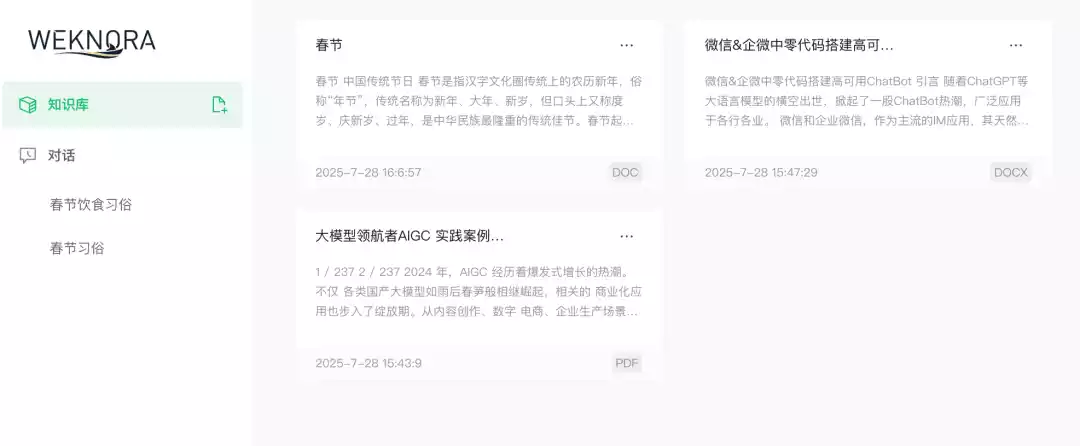 WEKNORA
知识库
对话
春节饮食习俗
春节习俗
春节
...
春节 中国传统节日 春节是指汉字文化圈传统上的农历新年，俗
称“年节”，传统名称为新年、大年、新岁，但口头上又称度
岁、庆新岁、过年，是中华民族最隆重的传统佳节。春节起...
2025-7-28 16:6:57
DOC
微信&企微中零代码搭建高可...
...
微信&企微中零代码搭建高可用ChatBot 引言 随着ChatGPT等
大语言模型的横空出世，掀起了一股ChatBot热潮，广泛应用
于各行各业。 微信和企业微信，作为主流的IM应用，其天然...
2025-7-28 15:47:29
DOCX
大模型领航者AIGC 实践案例...
...
1 / 237 2 / 237 2024 年，AIGC 经历着爆发式增长的热潮。
不仅 各类国产大模型如雨后春笋般相继崛起，相关的 商业化应
用也步入了绽放期。从内容创作、数字 电商、企业生产场景...
2025-7-28 15:43:9
PDF